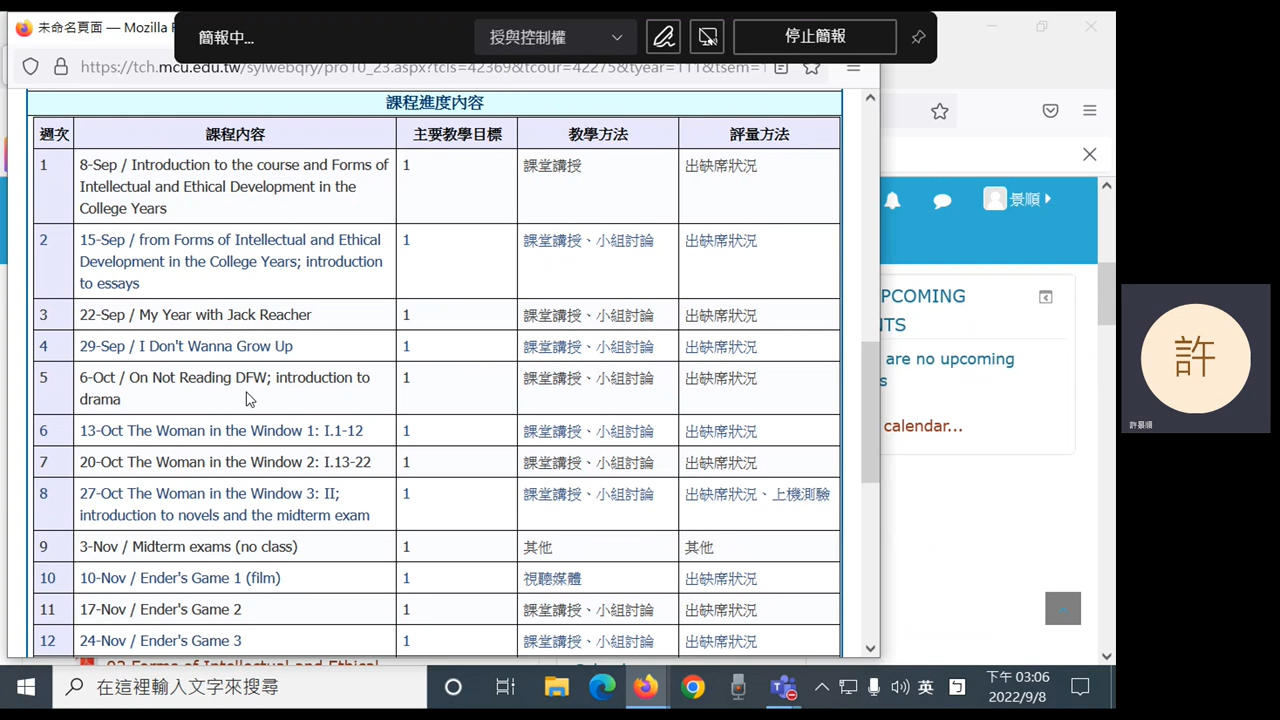 未命名頁面 — Mozilla F
簡報中...
授與控制權
停止簡報
https://tch.mcu.edu.tw/sylwebqry/pro10_23.aspx?tcls=42369&tcour=42275&tyear=111&tsem=1
課程進度內容
週次 課程內容 主要教學目標 教學方法 評量方法
1 8-Sep / Introduction to the course and Forms of 1 課堂講授 出缺席狀況
Intellectual and Ethical Development in the
College Years
2 15-Sep / from Forms of Intellectual and Ethical 1 課堂講授、小組討論 出缺席狀況
Development in the College Years; introduction
to essays
3 22-Sep / My Year with Jack Reacher 1 課堂講授、小組討論 出缺席狀況
4 29-Sep / I Don't Wanna Grow Up 1 課堂講授、小組討論 出缺席狀況
5 6-Oct / On Not Reading DFW; introduction to 1 課堂講授、小組討論 出缺席狀況
drama
6 13-Oct The Woman in the Window 1: I.1-12 1 課堂講授、小組討論 出缺席狀況
7 20-Oct The Woman in the Window 2: I.13-22 1 課堂講授、小組討論 出缺席狀況
8 27-Oct The Woman in the Window 3: II; 1 課堂講授、小組討論 出缺席狀況、上機測驗
introduction to novels and the midterm exam
9 3-Nov / Midterm exams (no class) 1 其他 其他
10 10-Nov / Ender's Game 1 (film) 1 視聽媒體 出缺席狀況
11 17-Nov / Ender's Game 2 1 課堂講授、小組討論 出缺席狀況
12 24-Nov / Ender's Game 3 1 課堂講授、小組討論 出缺席狀況
景順
PCOMING
NTS
are no upcoming
s
calendar...
許
許景順
02 Forms of Intellectual and Ethical
在這裡輸入文字來搜尋
英
下午 03:06
2022/9/8